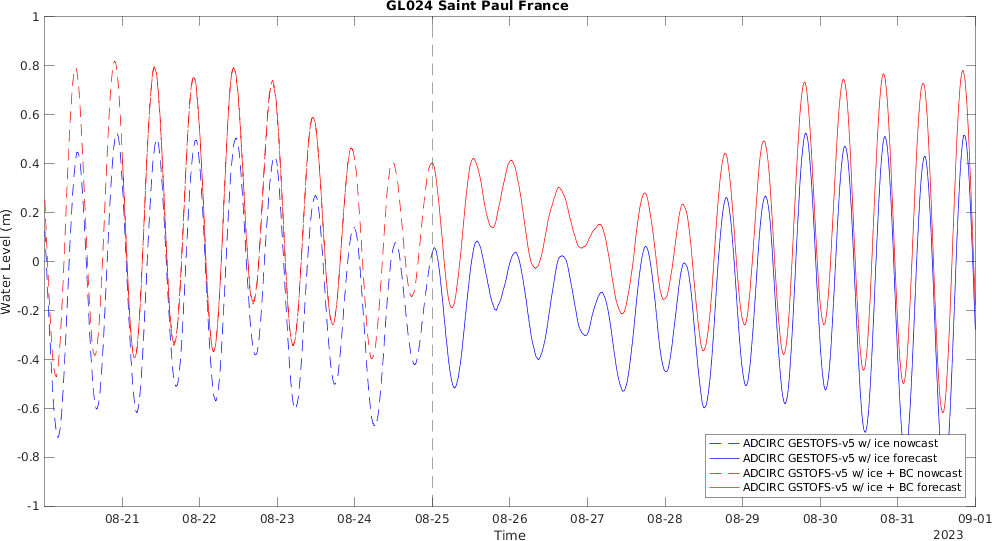 GL024 Saint Paul France
Water Level (m)
1
0.8
0.6
0.4
0.2
0
-0.2
-0.4
-0.6
-0.8
-1
ADCIRC GESTOFS-v5 w/ ice nowcast
ADCIRC GESTOFS-v5 w/ ice forecast
ADCIRC GSTOFS-v5 w/ ice + BC nowcast
ADCIRC GSTOFS-v5 w/ ice + BC forecast
08-21 08-22 08-23 08-24 08-25 08-26 08-27 08-28 08-29 08-30 08-31 09-01
Time
2023